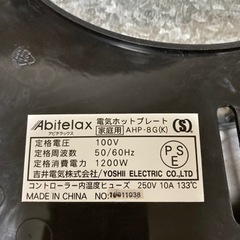 Abitelax 電気ホットプレート
アビテラックス 家庭用 AHP-8G(K)
定格電圧 100V
定格周波数 50/60Hz
定格消費電力 1200W
PSE
吉井電気株式会社/YOSHII ELECTRIC CO.,LTD
コントローラー内温度ヒューズ 250V 10A 133℃
MADE IN CHINA NO.